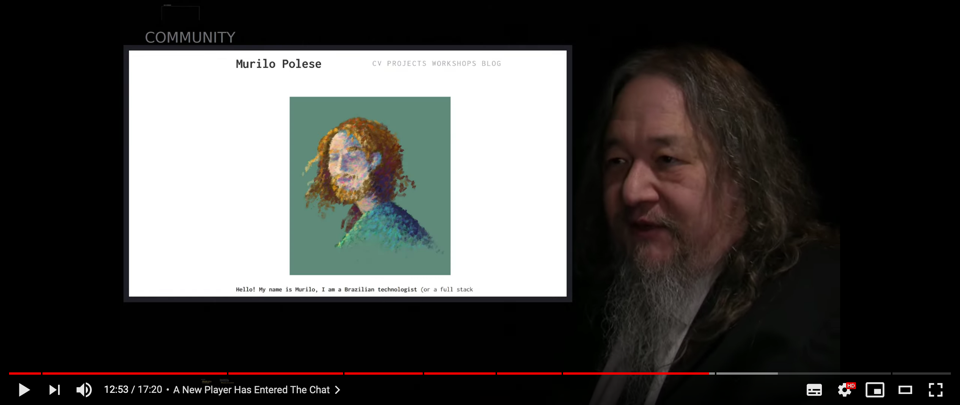 COMMUNITY
Murilo Polese
CV PROJECTS WORKSHOPS BLOG
Hello! My name is Murilo, I am a Brazilian technologist (or a full stack
12:53 / 17:20 • A New Player Has Entered The Chat >
HD